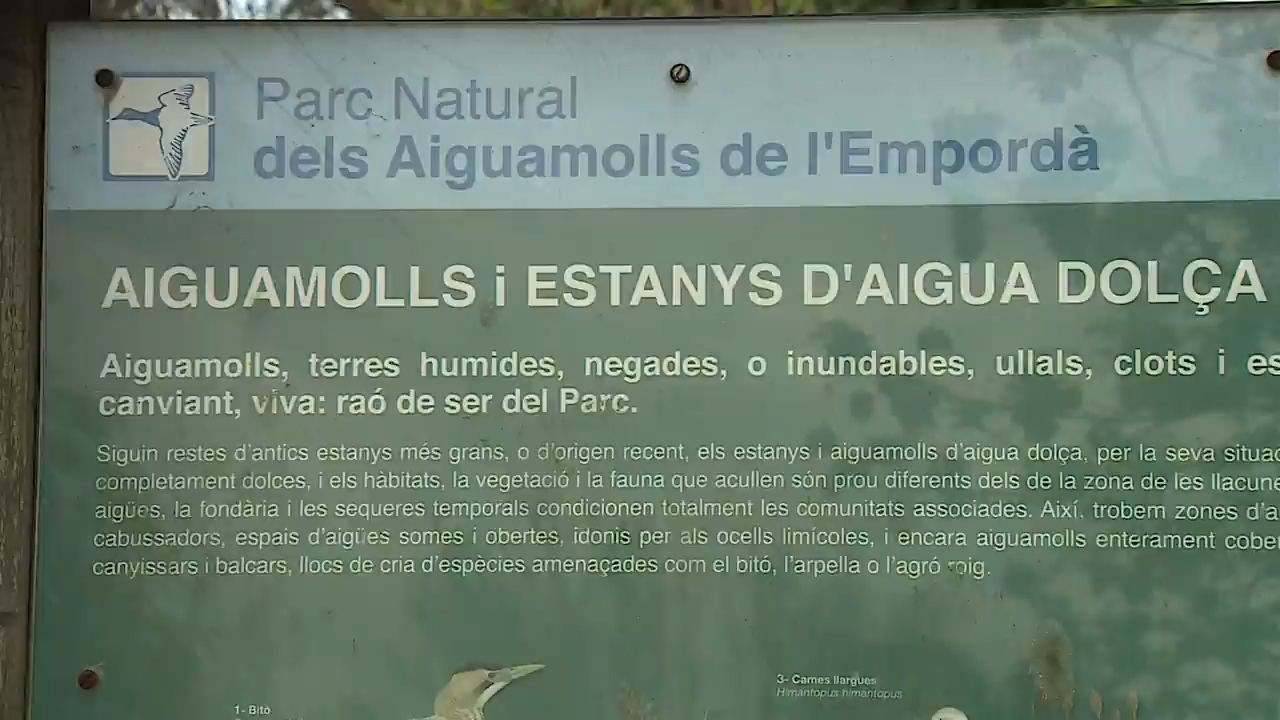 Parc Natural
dels Aiguamolls de l'Empordà
AIGUAMOLLS i ESTANYS D'AIGUA DOLÇA
Aiguamolls, terres humides, negades, o inundables, ullals, clots i es
canviant, viva: raó de ser del Parc.
Siguin restes d'antics estanys més grans, o d'origen recent, els estanys i aiguamolls d'aigua dolça, per la seva situac
completament dolces, i els hàbitats, la vegetació i la fauna que acullen són prou diferents dels de la zona de les llacune
aigües, la fondària i les sequeres temporals condicionen totalment les comunitats associades. Així, trobem zones d'a
cabussadors, espais d'aigües somes i obertes, idonis per als ocells limícoles, i encara aiguamolls enterament cober
canyissars i balcars, llocs de cria d'espècies amenaçades com el bitó, l'arpella o l'agró roig.
3- Cames llargues
Himantopus himantopus
1- Bitó